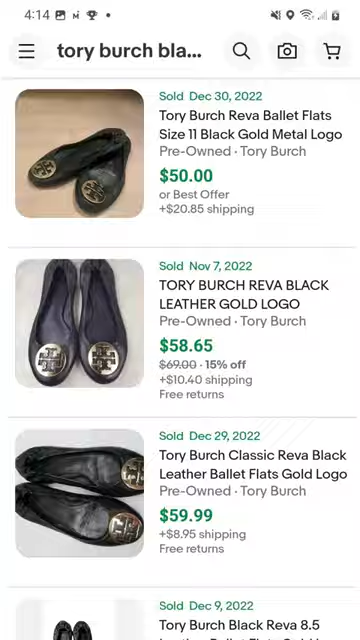 4:14
tory burch bla...
Sold Dec 30, 2022
Tory Burch Reva Ballet Flats
Size 11 Black Gold Metal Logo
Pre-Owned · Tory Burch
$50.00
or Best Offer
+$20.85 shipping
Sold Nov 7, 2022
TORY BURCH REVA BLACK
LEATHER GOLD LOGO
Pre-Owned · Tory Burch
$58.65
$69.00 · 15% off
+$10.40 shipping
Free returns
Sold Dec 29, 2022
Tory Burch Classic Reva Black
Leather Ballet Flats Gold Logo
Pre-Owned · Tory Burch
$59.99
+$8.95 shipping
Free returns
Sold Dec 9, 2022
Tory Burch Black Reva 8.5